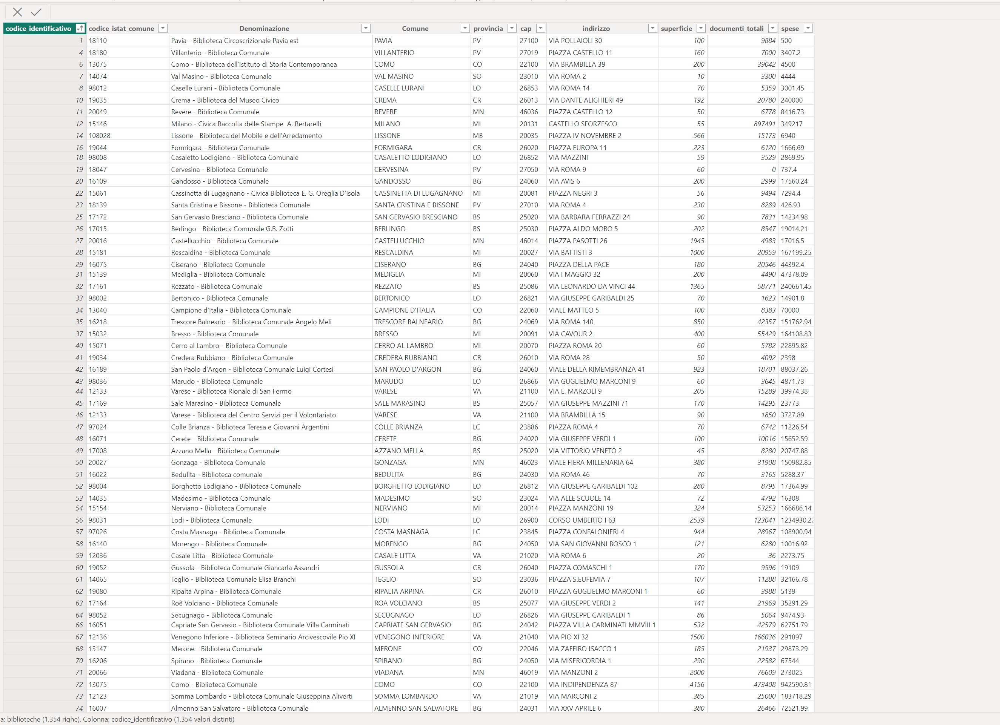 codice_identificativo codice_istat_comune Denominazione Comune provincia cap indirizzo superficie documenti_totali spese
1 18110 Pavia - Biblioteca Circoscrizionale Pavia est PAVIA PV 27100 VIA POLLAIOLI 30 100 9884 500
4 18180 Villanterio - Biblioteca Comunale VILLANTERIO PV 27019 PIAZZA CASTELLO 11 160 7000 3407.2
6 13075 Como - Biblioteca dell'Istituto di Storia Contemporanea COMO CO 22100 VIA BRAMBILLA 39 200 39042 4500
7 14074 Val Masino - Biblioteca Comunale VAL MASINO SO 23010 VIA ROMA 2 10 3300 4444
8 98012 Caselle Lurani - Biblioteca Comunale CASELLE LURANI LO 26853 VIA ROMA 14 70 5359 3001.45
10 19035 Crema - Biblioteca del Museo Civico CREMA CR 26013 VIA DANTE ALIGHIERI 49 192 20780 240000
11 20049 Revere - Biblioteca Comunale REVERE MN 46036 PIAZZA CASTELLO 12 50 6778 8416.73
12 15146 Milano - Civica Raccolta delle Stampe  A. Bertarelli MILANO MI 20131 CASTELLO SFORZESCO 55 897491 349217
14 108028 Lissone - Biblioteca del Mobile e dell'Arredamento LISSONE MB 20035 PIAZZA IV NOVEMBRE 2 566 15173 6940
16 19044 Formigara - Biblioteca Comunale FORMIGARA CR 26020 PIAZZA EUROPA 11 223 6120 1666.69
18 98008 Casaletto Lodigiano - Biblioteca Comunale CASALETTO LODIGIANO LO 26852 VIA MAZZINI 59 3529 2869.95
19 18047 Cervesina - Biblioteca Comunale CERVESINA PV 27050 VIA ROMA 9 60 0 737.4
20 16109 Gandosso - Biblioteca Comunale GANDOSSO BG 24060 VIA AVIS 6 200 2999 17560.24
22 15061 Cassinetta di Lugagnano - Civica Biblioteca E. G. Oreglia D'Isola CASSINETTA DI LUGAGNANO MI 20081 PIAZZA NEGRI 3 56 9494 7294.4
23 18139 Santa Cristina e Bissone - Biblioteca Comunale SANTA CRISTINA E BISSONE PV 27010 VIA ROMA 4 230 8289 426.93
25 17172 San Gervasio Bresciano - Biblioteca Comunale SAN GERVASIO BRESCIANO BS 25020 VIA BARBARA FERRAZZI 24 90 7831 14234.98
26 17015 Berlingo - Biblioteca Comunale G.B. Zotti BERLINGO BS 25030 PIAZZA ALDO MORO 5 202 8547 19014.21
27 20016 Castellucchio - Biblioteca Comunale CASTELLUCCHIO MN 46014 PIAZZA PASOTTI 26 1945 4983 17016.5
28 15181 Rescaldina - Biblioteca Comunale RESCALDINA MI 20027 VIA BATTISTI 3 1000 20959 167199.25
29 16075 Ciserano - Biblioteca Comunale CISERANO BG 24040 PIAZZA DELLA PACE 180 20546 44392.4
31 15139 Mediglia - Biblioteca Comunale MEDIGLIA MI 20060 VIA I MAGGIO 32 200 4490 47378.09
32 17161 Rezzato - Biblioteca Comunale REZZATO BS 25086 VIA LEONARDO DA VINCI 44 1365 58771 240661.45
33 98002 Bertonico - Biblioteca Comunale BERTONICO LO 26821 VIA GIUSEPPE GARIBALDI 25 70 1623 14901.8
34 13040 Campione d'Italia - Biblioteca Comunale CAMPIONE D'ITALIA CO 22060 VIALE MATTEO 5 100 8383 70000
35 16218 Trescore Balneario - Biblioteca Comunale Angelo Meli TRESCORE BALNEARIO BG 24069 VIA ROMA 140 850 42357 151762.94
37 15032 Bresso - Biblioteca Comunale BRESSO MI 20091 VIA CAVOUR 2 400 55429 164108.83
40 15071 Cerro al Lambro - Biblioteca Comunale CERRO AL LAMBRO MI 20070 PIAZZA ROMA 20 60 5782 22895.82
41 19034 Credera Rubbiano - Biblioteca Comunale CREDERA RUBBIANO CR 26010 VIA ROMA 28 50 4092 2398
42 16189 San Paolo d'Argon - Biblioteca Comunale Luigi Cortesi SAN PAOLO D'ARGON BG 24060 VIALE DELLA RIMEMBRANZA 41 923 18701 88037.26
43 98036 Marudo - Biblioteca Comunale MARUDO LO 26866 VIA GUGLIELMO MARCONI 9 60 3645 4871.73
44 12133 Varese - Biblioteca Rionale di San Fermo VARESE VA 21100 VIA E. MARZOLI 9 205 15289 39974.38
45 17169 Sale Marasino - Biblioteca Comunale SALE MARASINO BS 25057 VIA GIUSEPPE MAZZINI 71 170 14295 23773
46 12133 Varese - Biblioteca del Centro Servizi per il Volontariato VARESE VA 21100 VIA BRAMBILLA 15 90 1850 3727.89
47 97024 Colle Brianza - Biblioteca Teresa e Giovanni Argentini COLLE BRIANZA LC 23886 PIAZZA ROMA 4 70 6742 11226.54
48 16071 Cerete - Biblioteca Comunale CERETE BG 24020 VIA GIUSEPPE VERDI 1 100 10016 15652.59
49 17008 Azzano Mella - Biblioteca Comunale AZZANO MELLA BS 25020 VIA VITTORIO VENETO 2 45 8280 20747.88
50 20027 Gonzaga - Biblioteca Comunale GONZAGA MN 46023 VIALE FIERA MILLENARIA 64 380 31908 150982.85
51 16022 Bedulita - Biblioteca comunale BEDULITA BG 24030 VIA ROMA 46 70 3165 5288.37
52 98004 Borghetto Lodigiano - Biblioteca Comunale BORGHETTO LODIGIANO LO 26812 VIA GIUSEPPE GARIBALDI 102 280 8795 17364.99
53 14035 Madesimo - Biblioteca Comunale MADESIMO SO 23024 VIA ALLE SCUOLE 14 72 4792 16308
54 15154 Nerviano - Biblioteca Comunale NERVIANO MI 20014 PIAZZA MANZONI 19 324 53253 166686.14
56 98031 Lodi - Biblioteca Comunale LODI LO 26900 CORSO UMBERTO I 63 2539 123041 1234930.2
57 97026 Costa Masnaga - Biblioteca Comunale COSTA MASNAGA LC 23845 PIAZZA CONFALONIERI 4 944 28967 108900.94
58 16140 Morengo - Biblioteca Comunale MORENGO BG 24050 VIA SAN GIOVANNI BOSCO 1 121 6280 10016.92
59 12036 Casale Litta - Biblioteca Comunale CASALE LITTA VA 21020 VIA ROMA 6 20 36 2273.75
60 19052 Gussola - Biblioteca Comunale Giancarla Assandri GUSSOLA CR 26040 PIAZZA COMASCHI 1 170 9596 19109
61 14065 Teglio - Biblioteca Comunale Elisa Branchi TEGLIO SO 23036 PIAZZA S.EUFEMIA 7 107 11288 32166.78
62 19080 Ripalta Arpina - Biblioteca Comunale RIPALTA ARPINA CR 26010 PIAZZA GUGLIELMO MARCONI 1 60 3988 5139
63 17164 Roè Volciano - Biblioteca Comunale ROA VOLCIANO BS 25077 VIA GIUSEPPE VERDI 2 141 21969 35291.29
64 98052 Secugnago - Biblioteca Comunale SECUGNAGO LO 26826 VIA GIUSEPPE GARIBALDI 1 86 5064 9474.93
66 16051 Capriate San Gervasio - Biblioteca Comunale Villa Carminati CAPRIATE SAN GERVASIO BG 24042 PIAZZA VILLA CARMINATI MMVIII 1 532 42579 62751.79
67 12136 Venegono Inferiore - Biblioteca Seminario Arcivescovile Pio XI VENEGONO INFERIORE VA 21040 VIA PIO XI 32 1500 166036 291897
68 13147 Merone - Biblioteca Comunale MERONE CO 22046 VIA ZAFFIRO ISACCO 1 185 21937 29873.29
70 16206 Spirano - Biblioteca Comunale SPIRANO BG 24050 VIA MISERICORDIA 1 290 22582 67544
71 20066 Viadana - Biblioteca Comunale VIADANA MN 46019 VIA MANZONI 2 2000 76609 273025
72 13075 Como - Biblioteca Comunale COMO CO 22100 VIA INDIPENDENZA 87 4156 473408 942590.81
73 12123 Somma Lombardo - Biblioteca Comunale Giuseppina Aliverti SOMMA LOMBARDO VA 21019 VIA MARCONI 2 385 25000 183718.29
74 16007 Almenno San Salvatore - Biblioteca Comunale ALMENNO SAN SALVATORE BG 24031 VIA XXV APRILE 6 380 26466 72521.99
a: biblioteche (1.354 righe). Colonna: codice_identificativo (1.354 valori distinti)